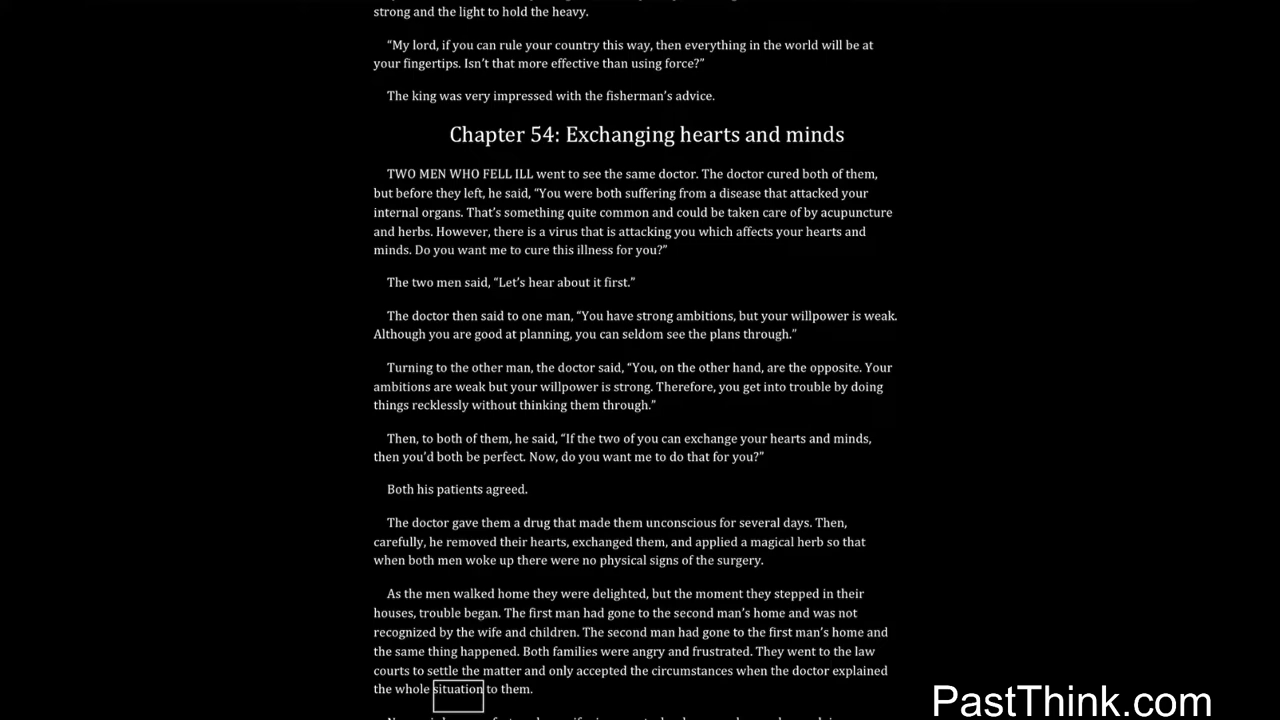 strong and the light to hold the heavy.
“My lord, if you can rule your country this way, then everything in the world will be at
your fingertips. Isn’t that more effective than using force?”
The king was very impressed with the fisherman’s advice.
Chapter 54: Exchanging hearts and minds
TWO MEN WHO FELL ILL went to see the same doctor. The doctor cured both of them,
but before they left, he said, “You were both suffering from a disease that attacked your
internal organs. That’s something quite common and could be taken care of by acupuncture
and herbs. However, there is a virus that is attacking you which affects your hearts and
minds. Do you want me to cure this illness for you?”
The two men said, “Let’s hear about it first.”
The doctor then said to one man, “You have strong ambitions, but your willpower is weak.
Although you are good at planning, you can seldom see the plans through.”
Turning to the other man, the doctor said, “You, on the other hand, are the opposite. Your
ambitions are weak but your willpower is strong. Therefore, you get into trouble by doing
things recklessly without thinking them through.”
Then, to both of them, he said, “If the two of you can exchange your hearts and minds,
then you’d both be perfect. Now, do you want me to do that for you?”
Both his patients agreed.
The doctor gave them a drug that made them unconscious for several days. Then,
carefully, he removed their hearts, exchanged them, and applied a magical herb so that
when both men woke up there were no physical signs of the surgery.
As the men walked home they were delighted, but the moment they stepped in their
houses, trouble began. The first man had gone to the second man’s home and was not
recognized by the wife and children. The second man had gone to the first man’s home and
the same thing happened. Both families were angry and frustrated. They went to the law
courts to settle the matter and only accepted the circumstances when the doctor explained
the whole situation to them.
PastThink.com